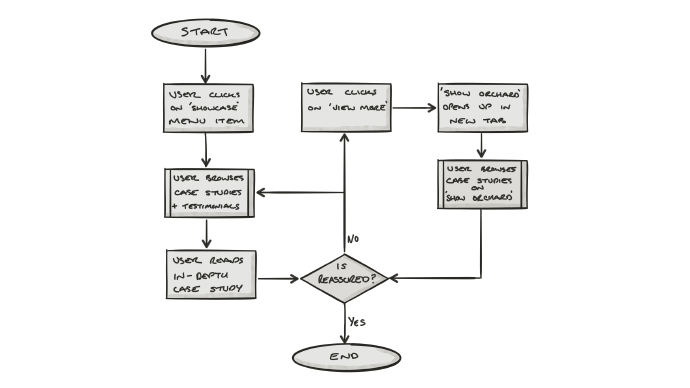 START
USER CLICKS
ON 'SHOWCASE'
MENU ITEM
USER BROWSES
CASE STUDIES
+ TESTIMONIALS
USER READS
IN-DEPTH
CASE STUDY
USER CLICKS
ON 'VIEW MORE'
'SHOW ORCHARD'
OPENS UP IN
NEW TAB
USER BROWSES
CASE STUDIES
ON
'SHOW ORCHARD'
NO
IS
REASSURED?
YES
END